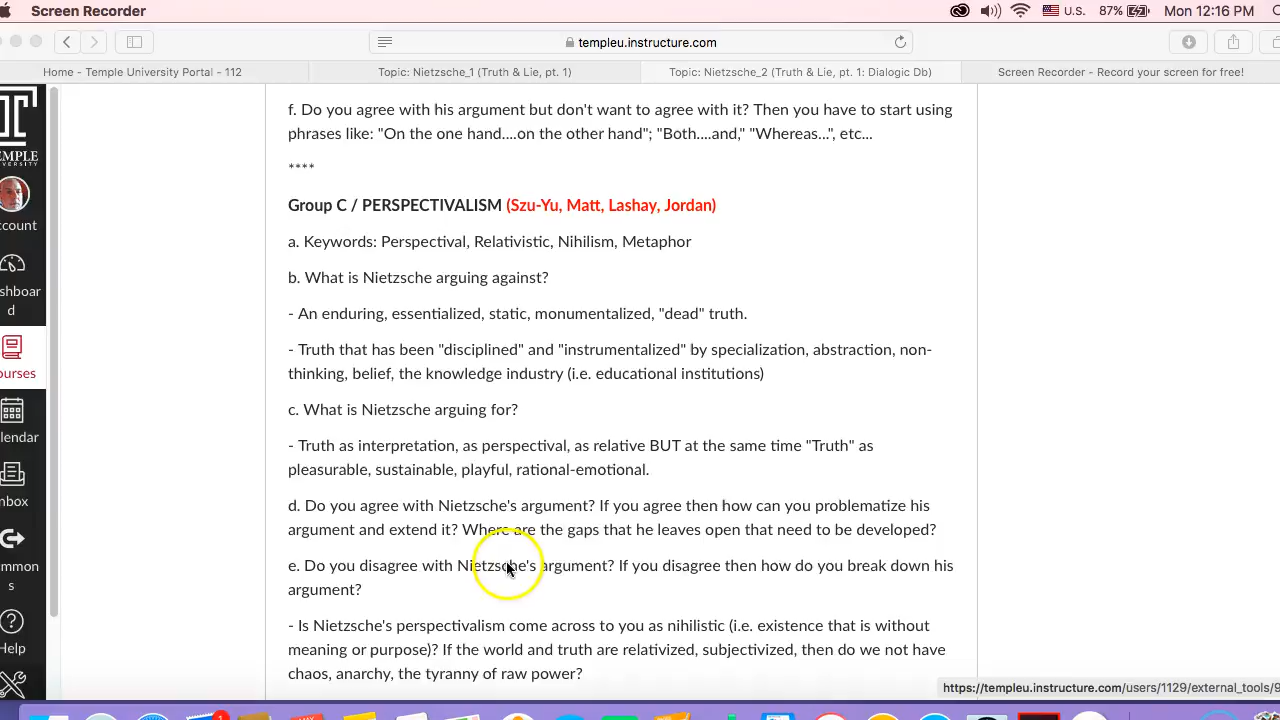 Screen Recorder
U.S. 87% Mon 12:16 PM
templeu.instructure.com
Home - Temple University Portal - 112
Topic: Nietzsche_1 (Truth & Lie, pt. 1)
Topic: Nietzsche_2 (Truth & Lie, pt. 1: Dialogic Db)
Screen Recorder - Record your screen for free!
f. Do you agree with his argument but don't want to agree with it? Then you have to start using
phrases like: "On the one hand....on the other hand"; "Both....and," "Whereas...", etc...
****
Group C / PERSPECTIVALISM (Szu-Yu, Matt, Lashay, Jordan)
a. Keywords: Perspectival, Relativistic, Nihilism, Metaphor
b. What is Nietzsche arguing against?
- An enduring, essentialized, static, monumentalized, "dead" truth.
- Truth that has been "disciplined" and "instrumentalized" by specialization, abstraction, non-
thinking, belief, the knowledge industry (i.e. educational institutions)
c. What is Nietzsche arguing for?
- Truth as interpretation, as perspectival, as relative BUT at the same time "Truth" as
pleasurable, sustainable, playful, rational-emotional.
d. Do you agree with Nietzsche's argument? If you agree then how can you problematize his
argument and extend it? Where are the gaps that he leaves open that need to be developed?
e. Do you disagree with Nietzsche's argument? If you disagree then how do you break down his
argument?
- Is Nietzsche's perspectivalism come across to you as nihilistic (i.e. existence that is without
meaning or purpose)? If the world and truth are relativized, subjectivized, then do we not have
chaos, anarchy, the tyranny of raw power?
TEMPLE
ccount
shboar
d
ourses
lendar
nbox
mmon
s
Help
https://templeu.instructure.com/users/1129/external_tools/9
1